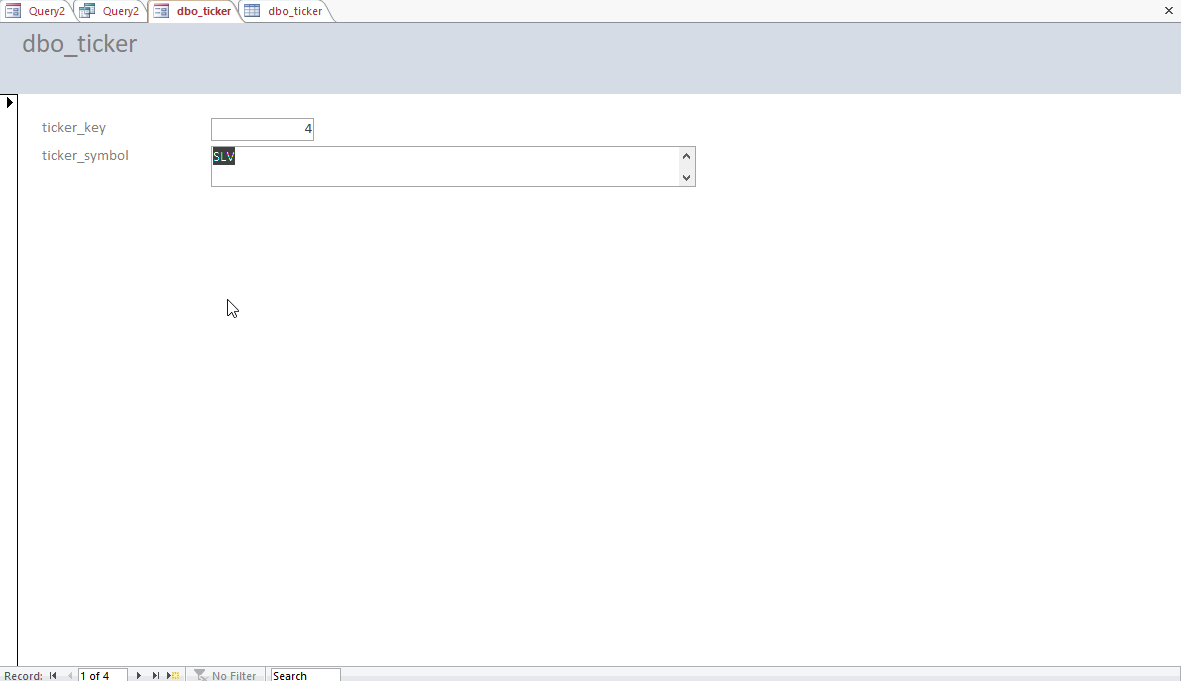 Query2 Query2 dbo_ticker dbo_ticker
dbo_ticker
ticker_key 4
ticker_symbol SLV
Record: 1 of 4 No Filter Search